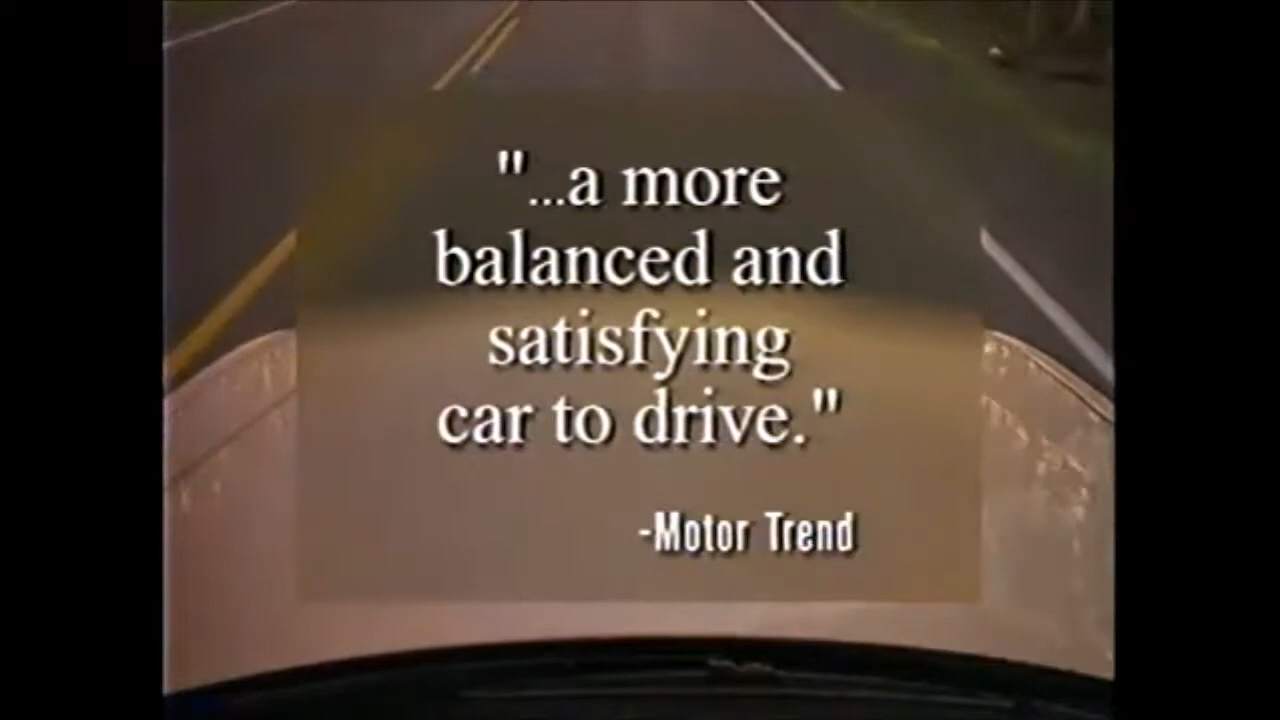 "...a more
balanced and
satisfying
car to drive."
-Motor Trend